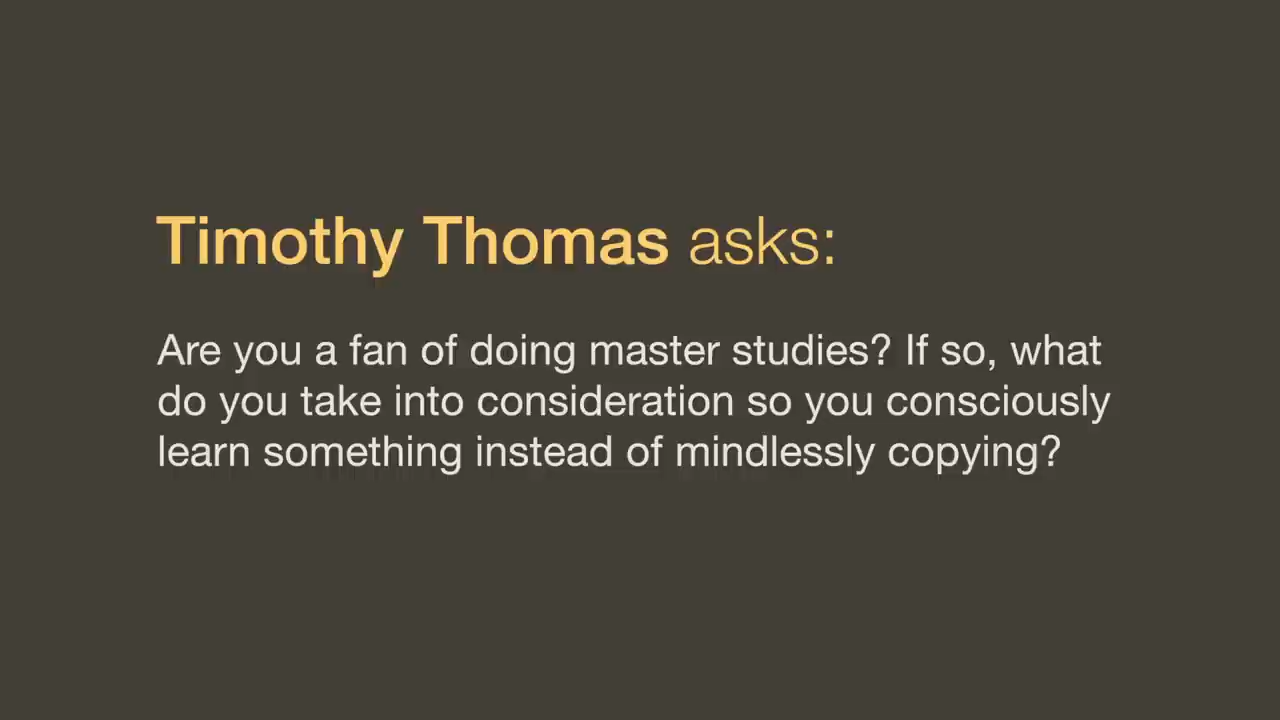 Timothy Thomas asks:
Are you a fan of doing master studies? If so, what
do you take into consideration so you consciously
learn something instead of mindlessly copying?